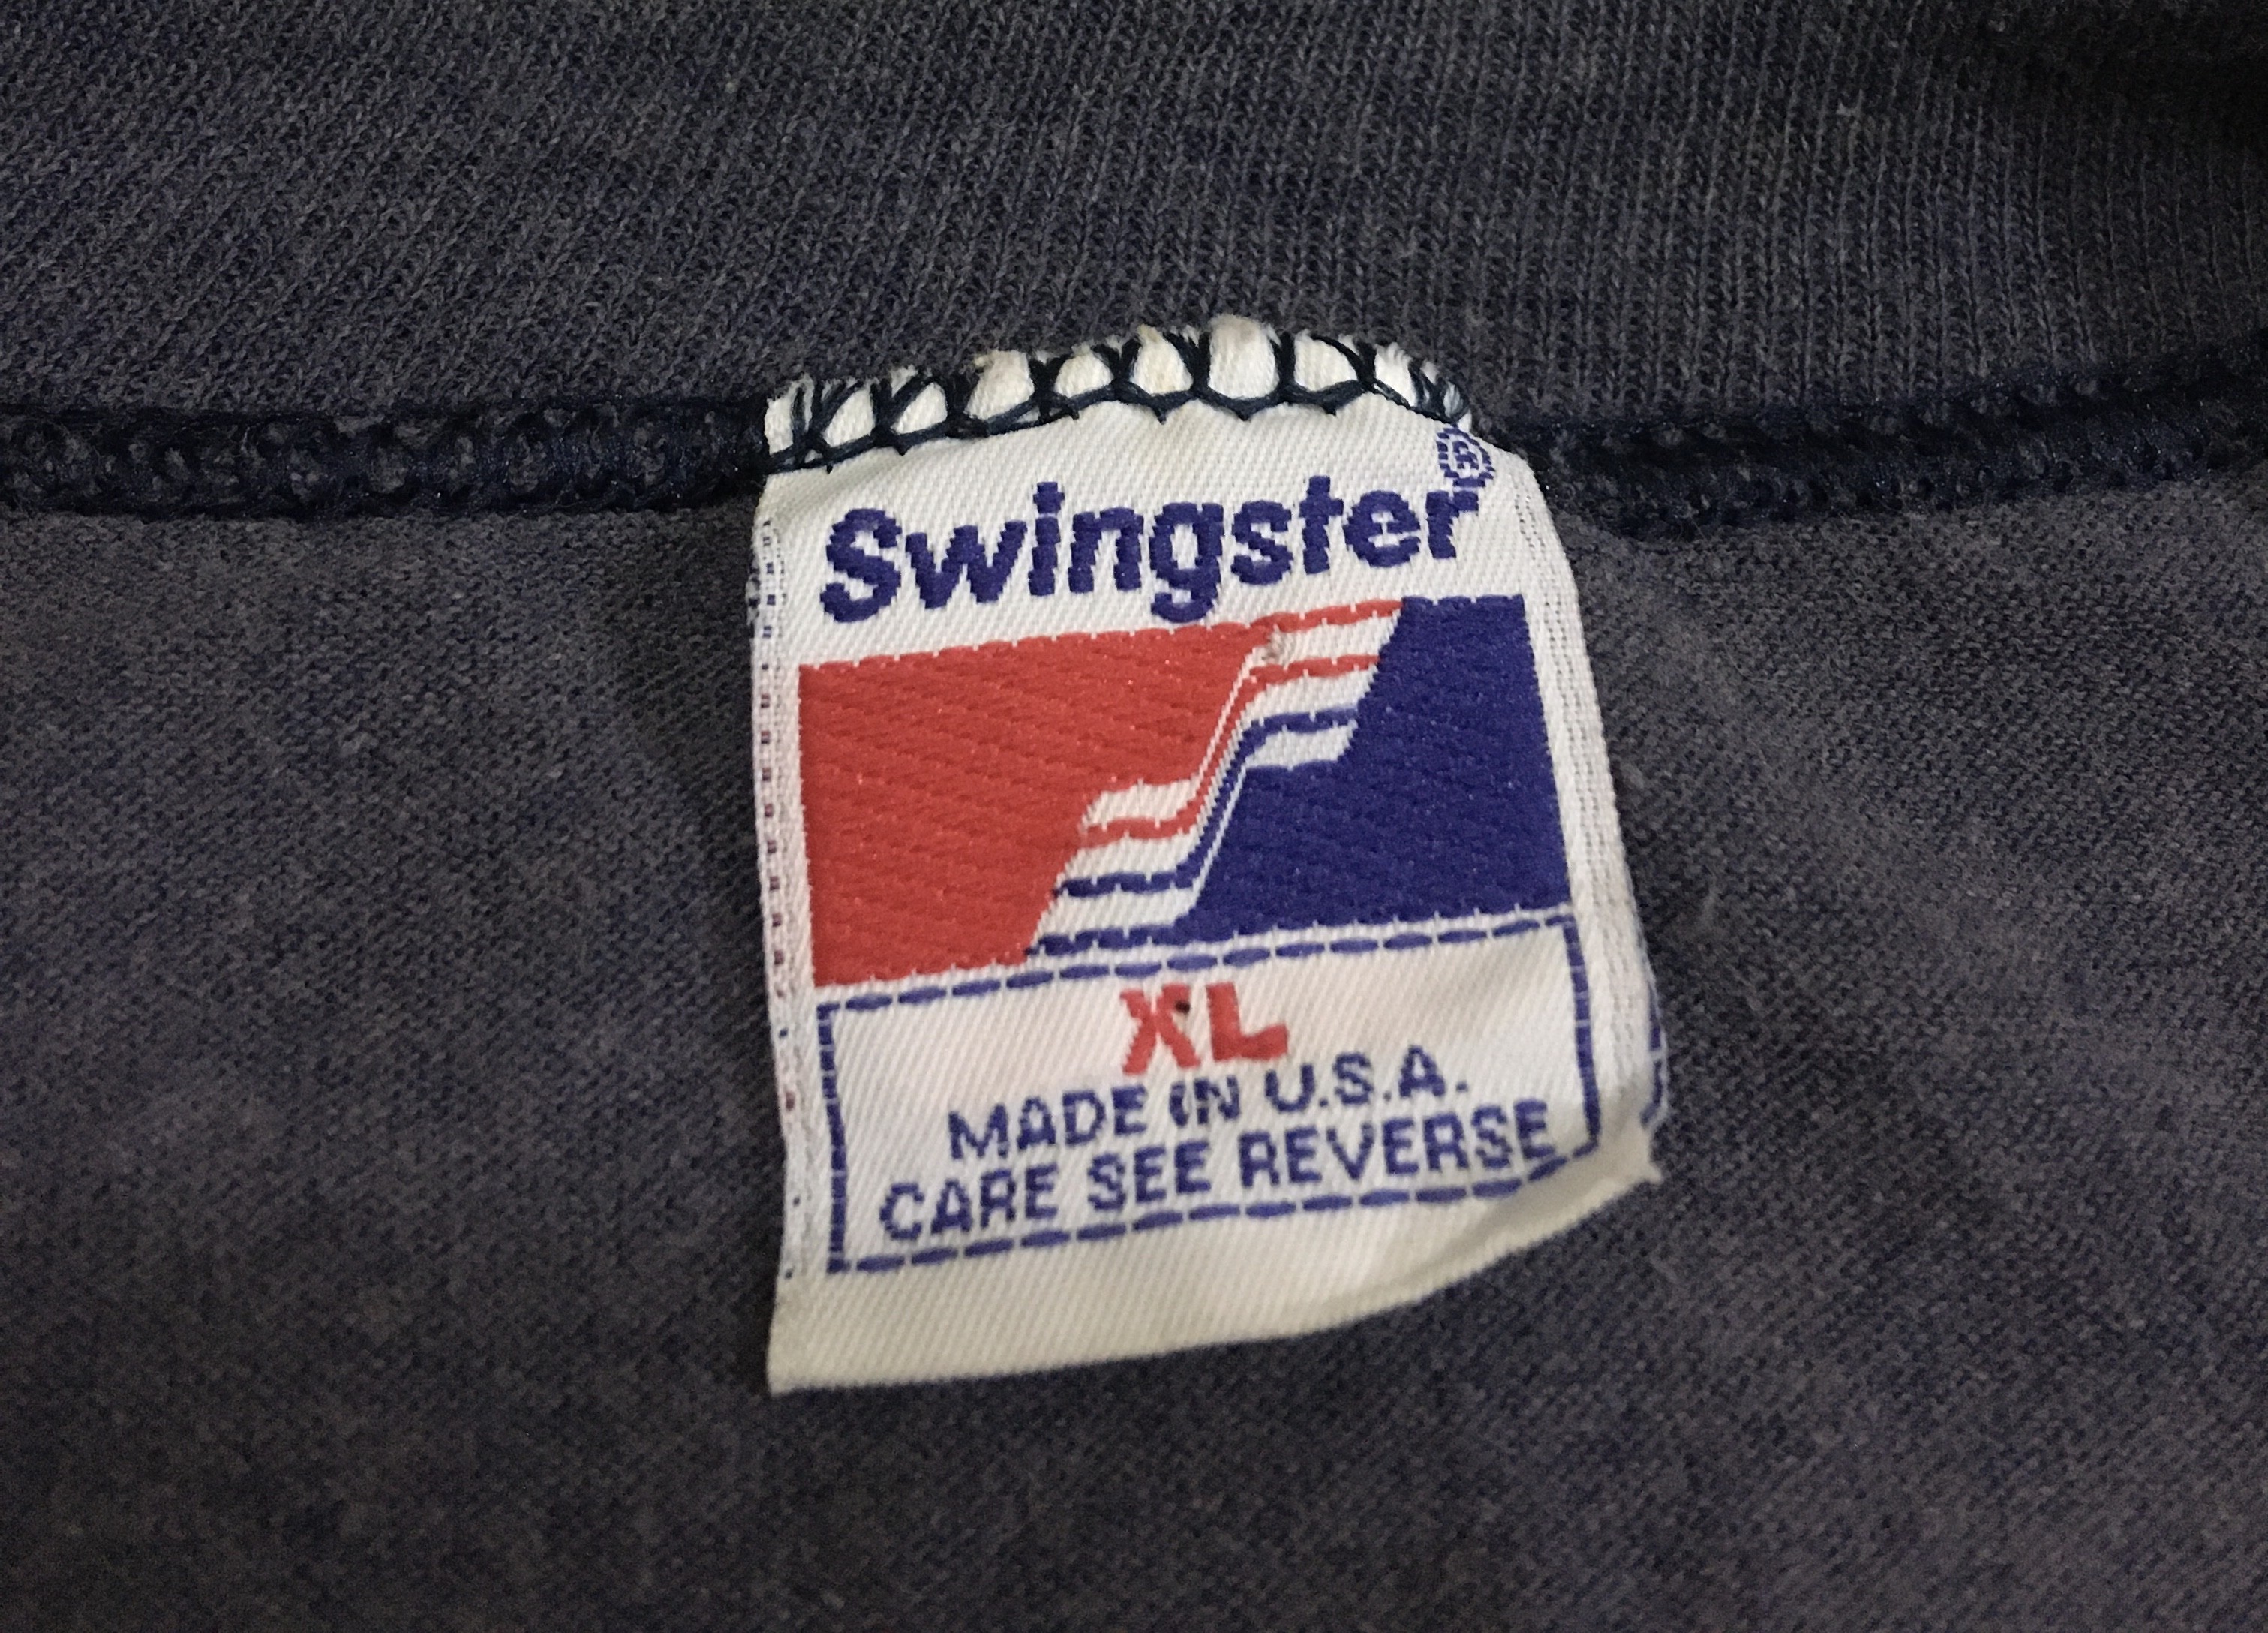 Swingster®
XL
MADE IN U.S.A.
CARE SEE REVERSE